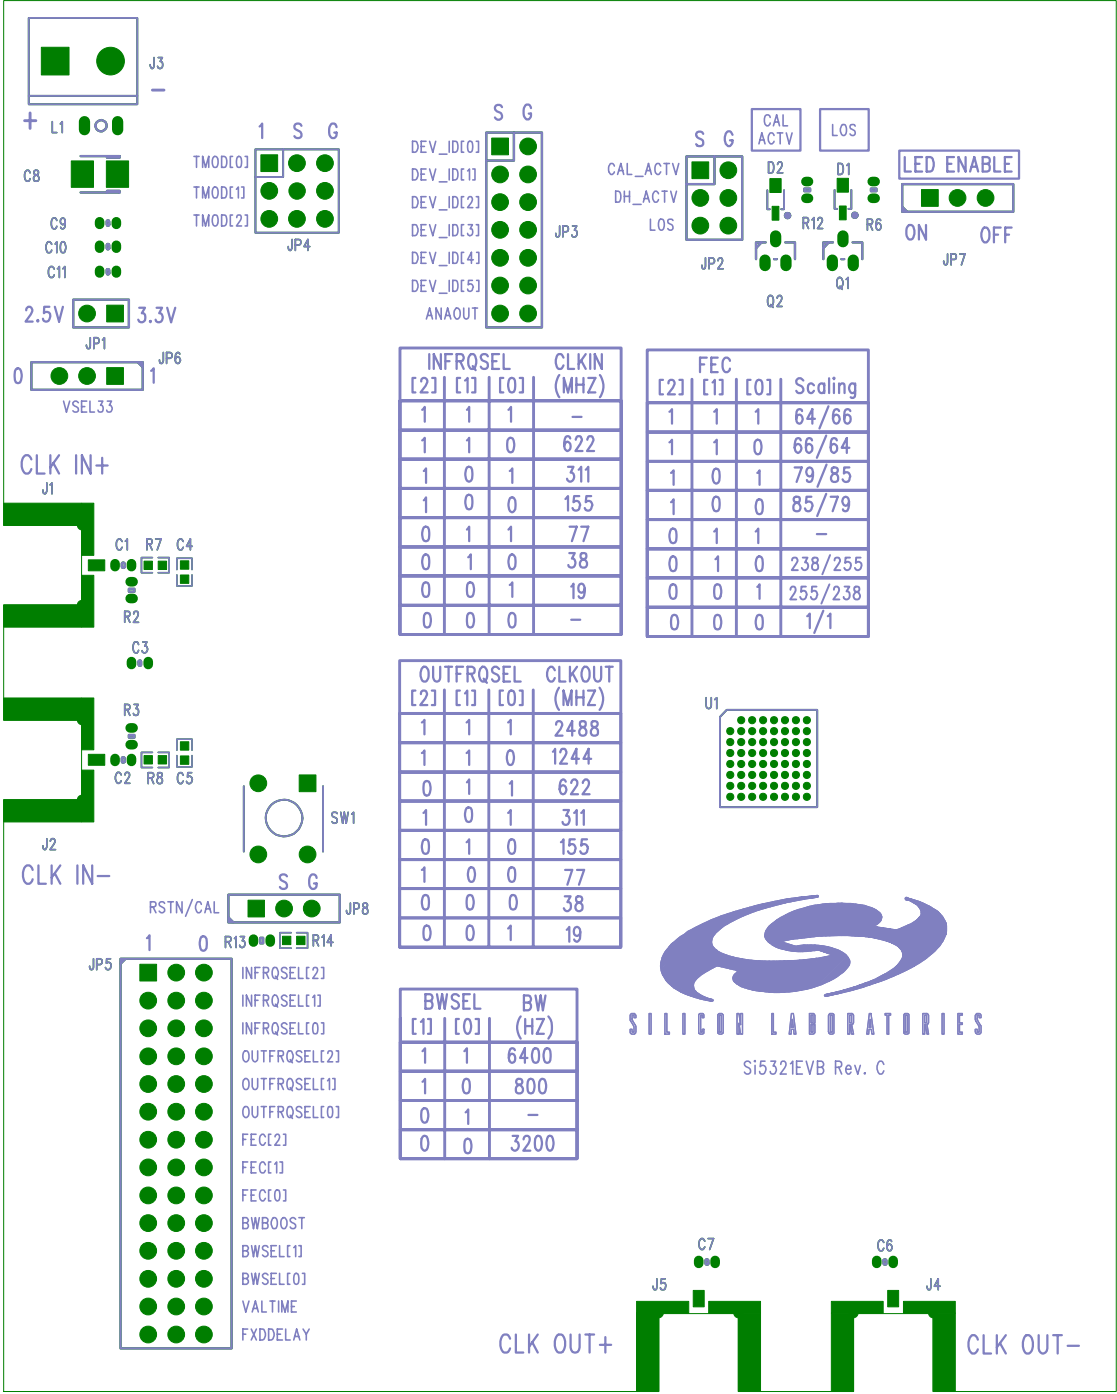 J3
−
+
L1
C8
C9
C10
C11
2.5V
3.3V
JP1
JP6
0
1
VSEL33
1 S G
TMOD[0]
TMOD[1]
TMOD[2]
JP4
S G
DEV_ID[0]
DEV_ID[1]
DEV_ID[2]
DEV_ID[3]
DEV_ID[4]
DEV_ID[5]
ANAOUT
JP3
S G
CAL_ACTV
DH_ACTV
LOS
JP2
CAL
ACTV
LOS
D2
D1
R12
R6
Q2
Q1
LED ENABLE
ON
OFF
JP7
INFRQSEL CLKIN
[2] [1] [0] (MHZ)
1 1 1 −
1 1 0 622
1 0 1 311
1 0 0 155
0 1 1 77
0 1 0 38
0 0 1 19
0 0 0 −
FEC
[2] [1] [0] Scaling
1 1 1 64/66
1 1 0 66/64
1 0 1 79/85
1 0 0 85/79
0 1 1 −
0 1 0 238/255
0 0 1 255/238
0 0 0 1/1
CLK IN+
J1
C1
R7
C4
R2
C3
R3
C2
R8
C5
J2
CLK IN−
SW1
OUTFRQSEL CLKOUT
[2] [1] [0] (MHZ)
1 1 1 2488
1 1 0 1244
0 1 1 622
1 0 1 311
0 1 0 155
1 0 0 77
0 0 0 38
0 0 1 19
U1
S G
RSTN/CAL
JP8
R13
R14
1 0
JP5
INFRQSEL[2]
INFRQSEL[1]
INFRQSEL[0]
OUTFRQSEL[2]
OUTFRQSEL[1]
OUTFRQSEL[0]
FEC[2]
FEC[1]
FEC[0]
BWBOOST
BWSEL[1]
BWSEL[0]
VALTIME
FXDDELAY
BWSEL BW
[1] [0] (HZ)
1 1 6400
1 0 800
0 1 −
0 0 3200
SILICON LABORATORIES
Si5321EVB Rev. C
C7
C6
J5
J4
CLK OUT+
CLK OUT−